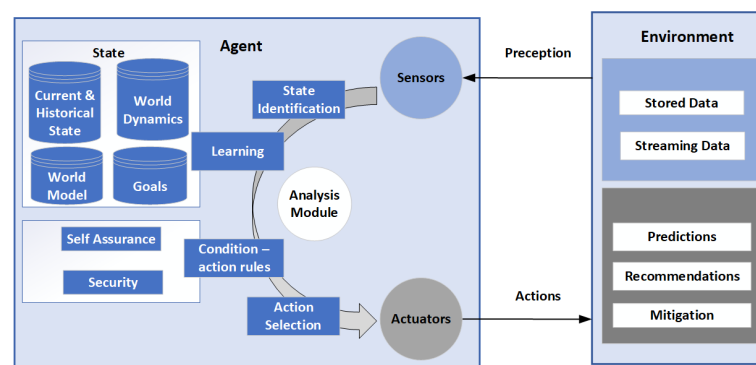 Agent
State
Current &
Historical
State
World
Dynamics
World
Model
Goals
Self Assurance
Security
State
Identification
Learning
Analysis
Module
Condition –
action rules
Action
Selection
Sensors
Actuators
Preception
Actions
Environment
Stored Data
Streaming Data
Predictions
Recommendations
Mitigation